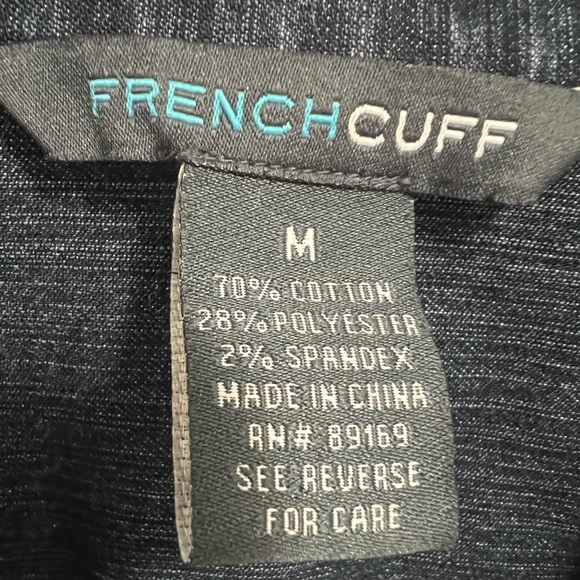 FRENCHCUFF
M
70% COTTON
28% POLYESTER
2% SPANDEX
MADE IN CHINA
RN# 89169
SEE REVERSE
FOR CARE